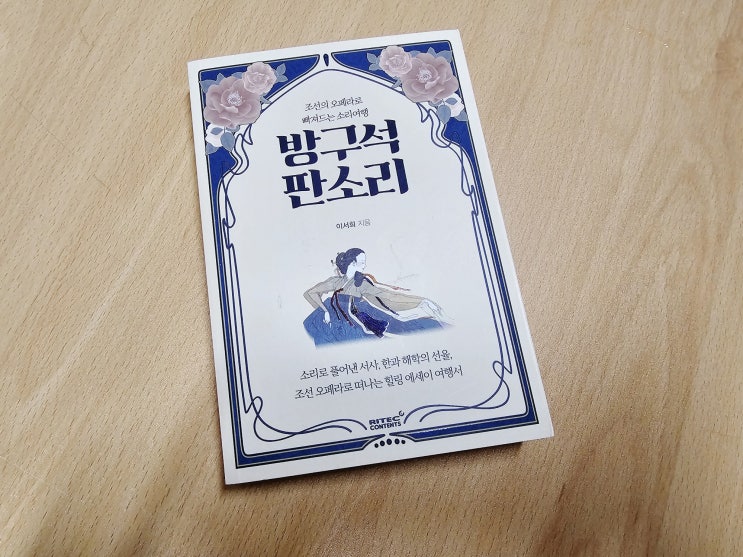 조선의 오페라로
빠져드는 소리여행
방구석
판소리
이서희 지음
소리로 풀어낸 서사, 한과 해학의 선율,
조선 오페라로 떠나는 힐링 에세이 여행서
RITEC
CONTENTS